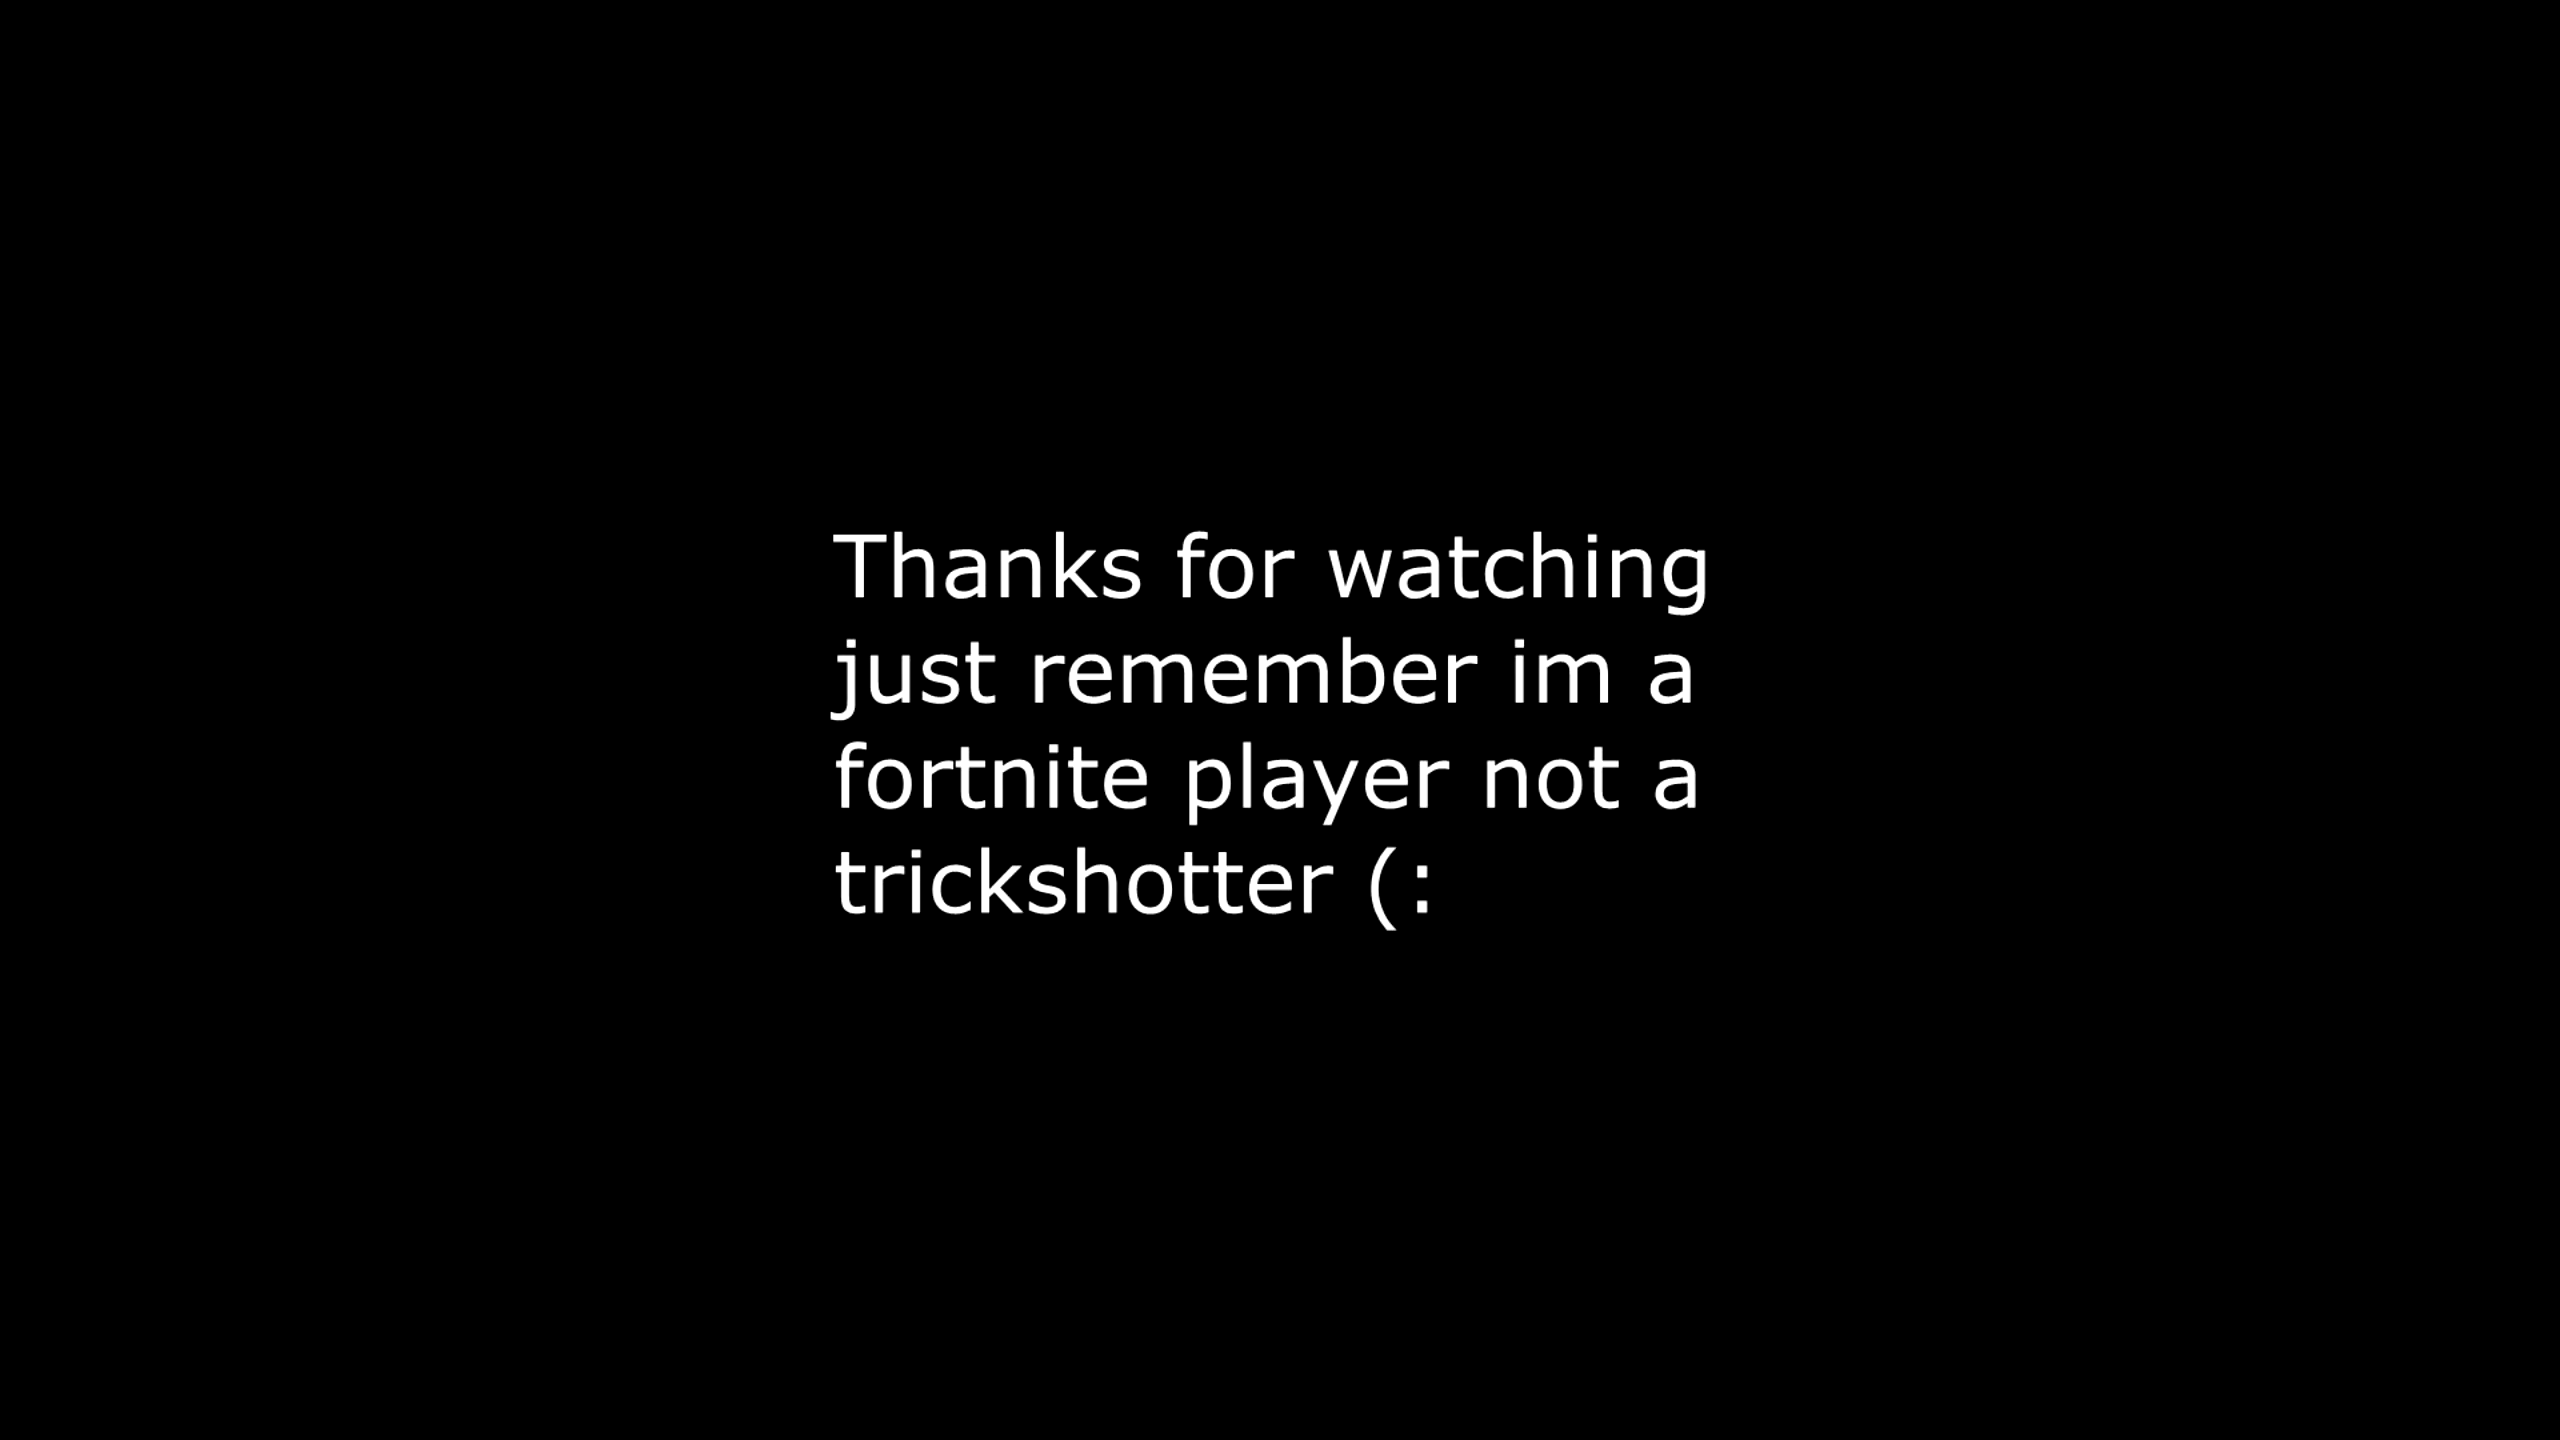 Thanks for watching
just remember im a
fortnite player not a
trickshotter (: